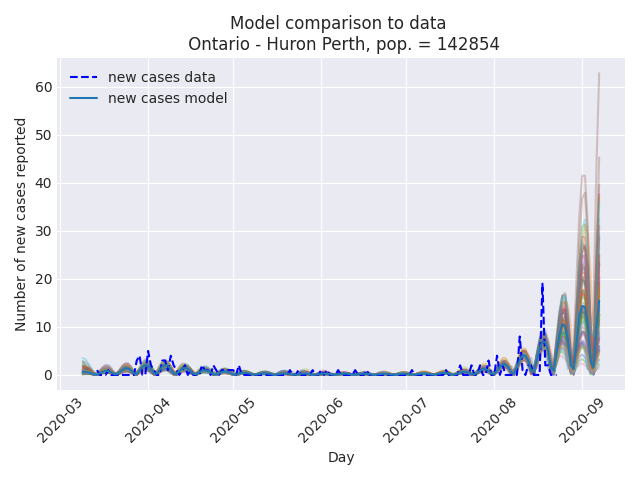 Model comparison to data
Ontario - Huron Perth, pop. = 142854
new cases data
new cases model
Number of new cases reported
60
50
40
30
20
10
0
2020-03
2020-04
2020-05
2020-06
2020-07
2020-08
2020-09
Day